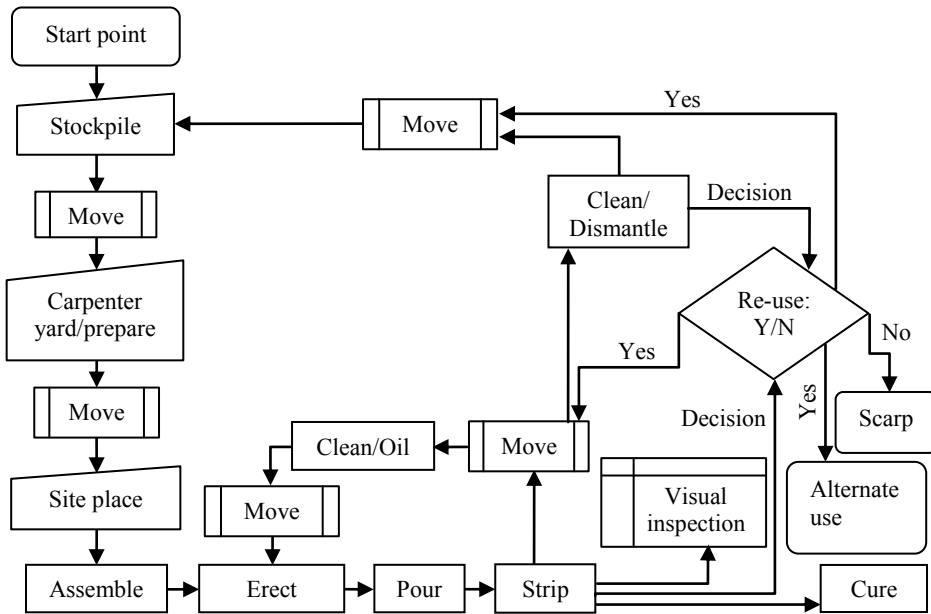 Start point
Stockpile
Move
Yes
Move
Clean/
Dismantle
Decision
Carpenter
yard/prepare
Re-use:
Y/N
No
Yes
Move
Decision
Yes
Scarp
Clean/Oil
Move
Site place
Move
Visual
inspection
Alternate
use
Assemble
Erect
Pour
Strip
Cure